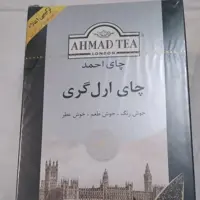 AHMAD TEA
LONDON
چای احمد
چای ارل گری
خوش رنگ - خوش طعم - خوش عطر